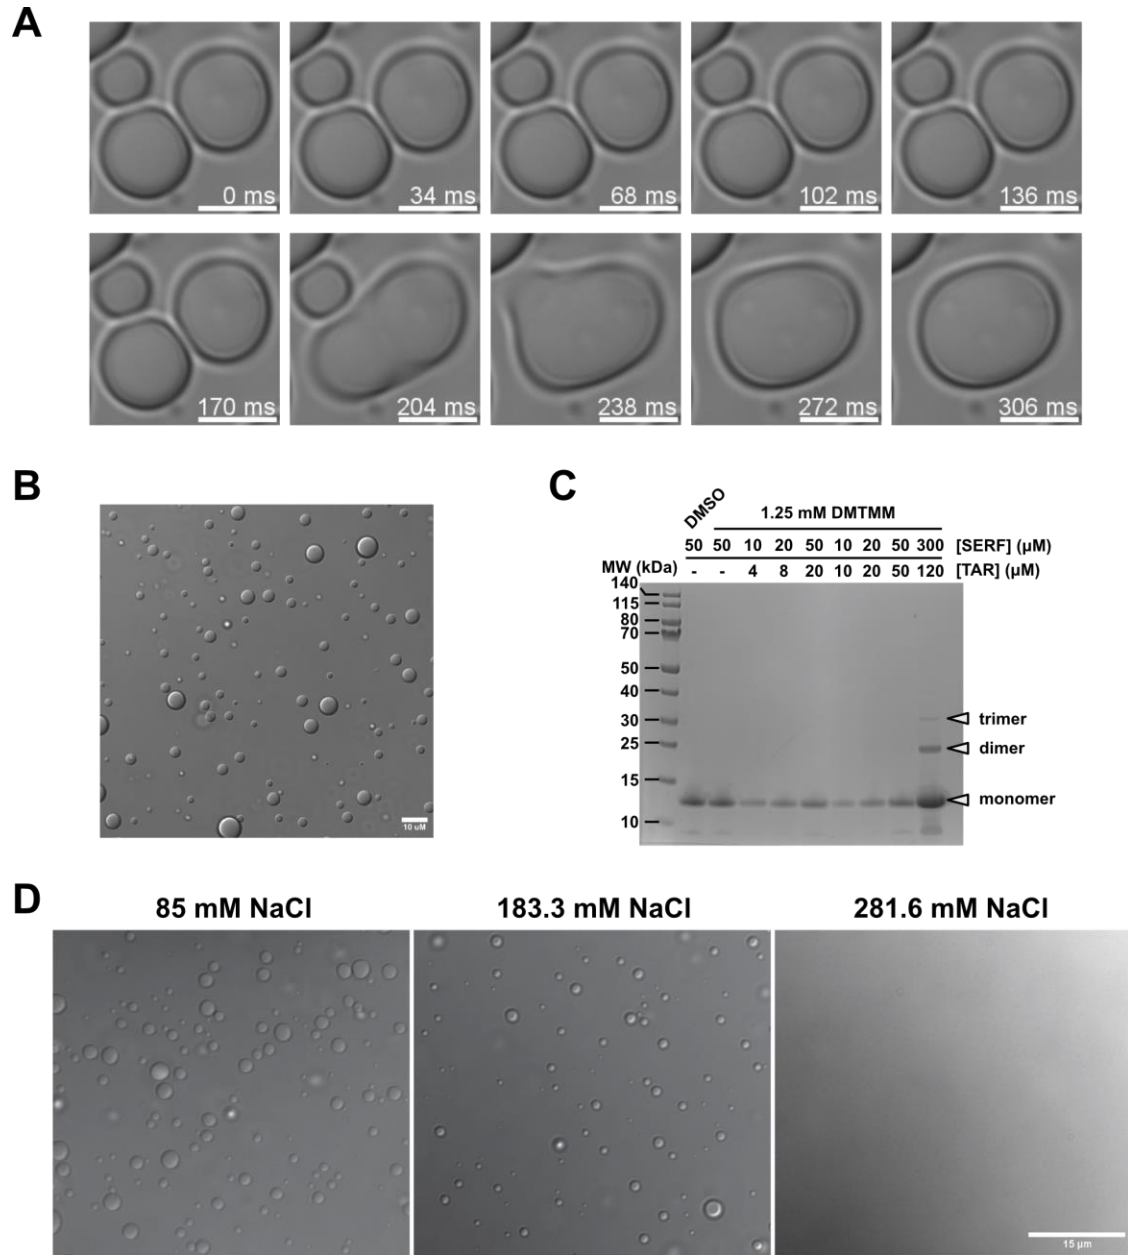 A
0 ms
34 ms
68 ms
102 ms
136 ms
170 ms
204 ms
238 ms
272 ms
306 ms
B
10 uM
C
DMSO
1.25 mM DMTMM
50 50 10 20 50 10 20 50 300 [SERF] (µM)
- - 4 8 20 10 20 50 120 [TAR] (µM)
MW (kDa)
140
115
80
70
50
40
30
25
15
10
trimer
dimer
monomer
D
85 mM NaCl
183.3 mM NaCl
281.6 mM NaCl
15 µm